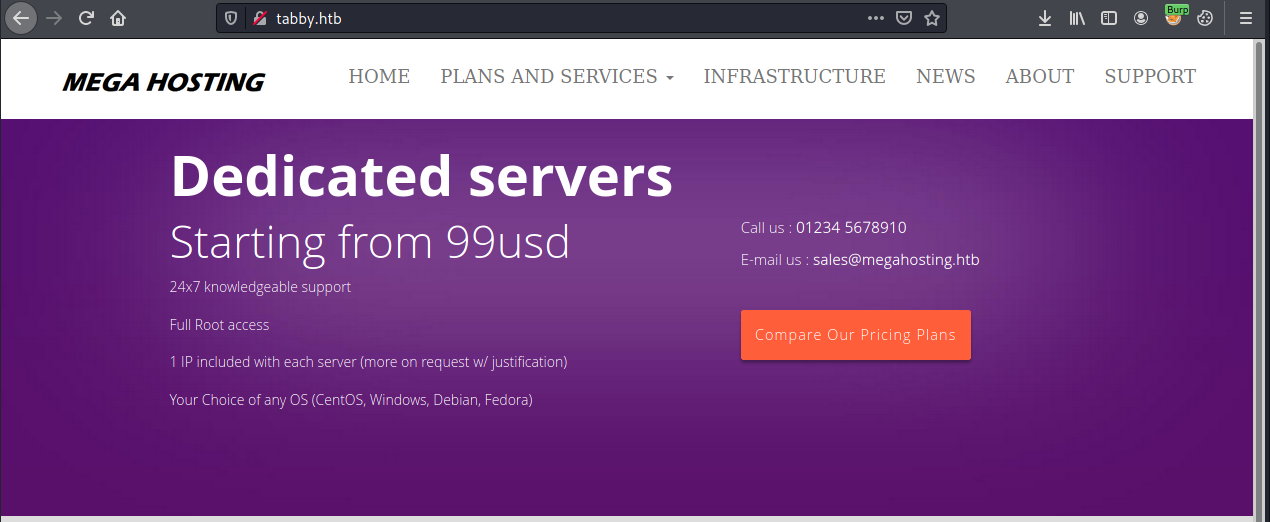 tabby.htb
Burp
MEGA HOSTING
HOME PLANS AND SERVICES INFRASTRUCTURE NEWS ABOUT SUPPORT
Dedicated servers
Starting from 99usd
24x7 knowledgeable support
Full Root access
1 IP included with each server (more on request w/ justification)
Your Choice of any OS (CentOS, Windows, Debian, Fedora)
Call us : 01234 5678910
E-mail us : sales@megahosting.htb
Compare Our Pricing Plans